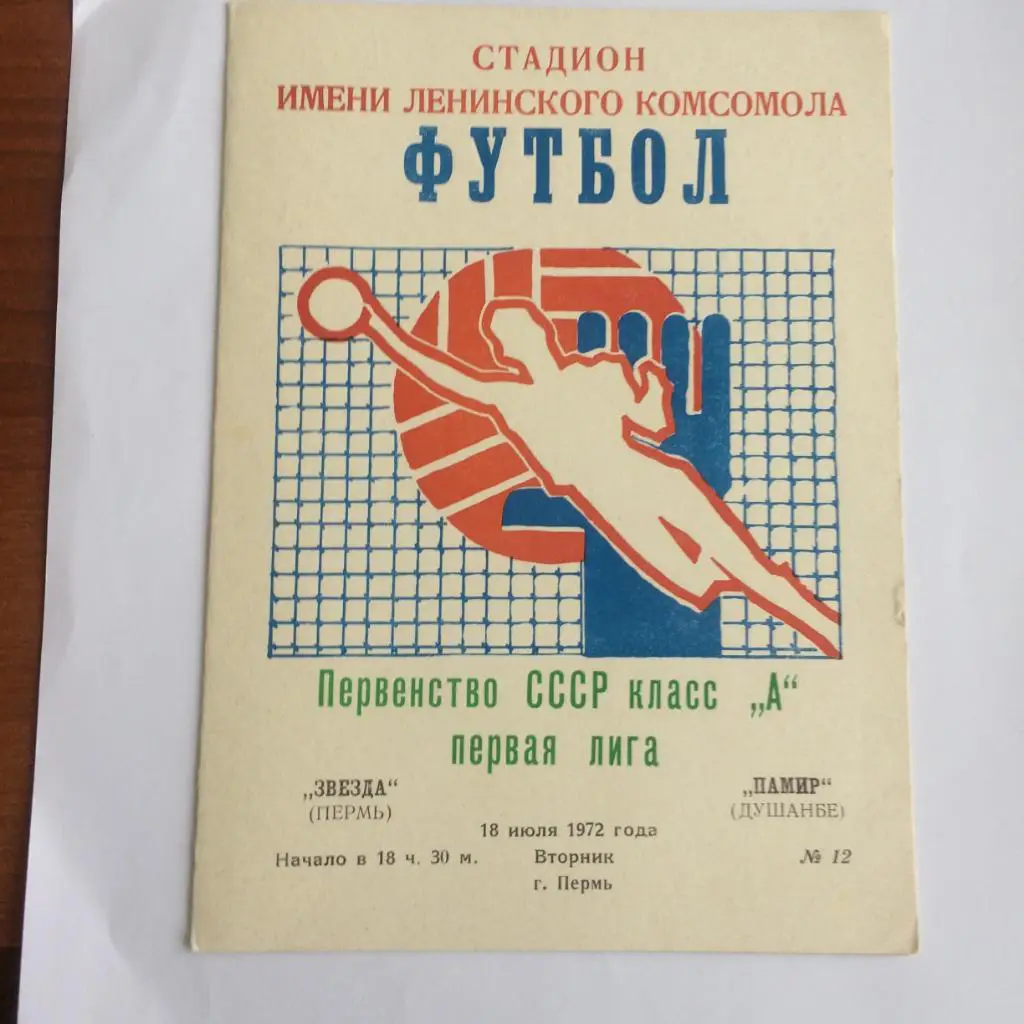 СТАДИОН
ИМЕНИ ЛЕНИНСКОГО КОМСОМОЛА
ФУТБОЛ
Первенство СССР класс „А“
первая лига
„ЗВЕЗДА“ „ПАМИР“
(ПЕРМЬ) (ДУШАНБЕ)
18 июля 1972 года
Начало в 18 ч. 30 м. Вторник № 12
г. Пермь